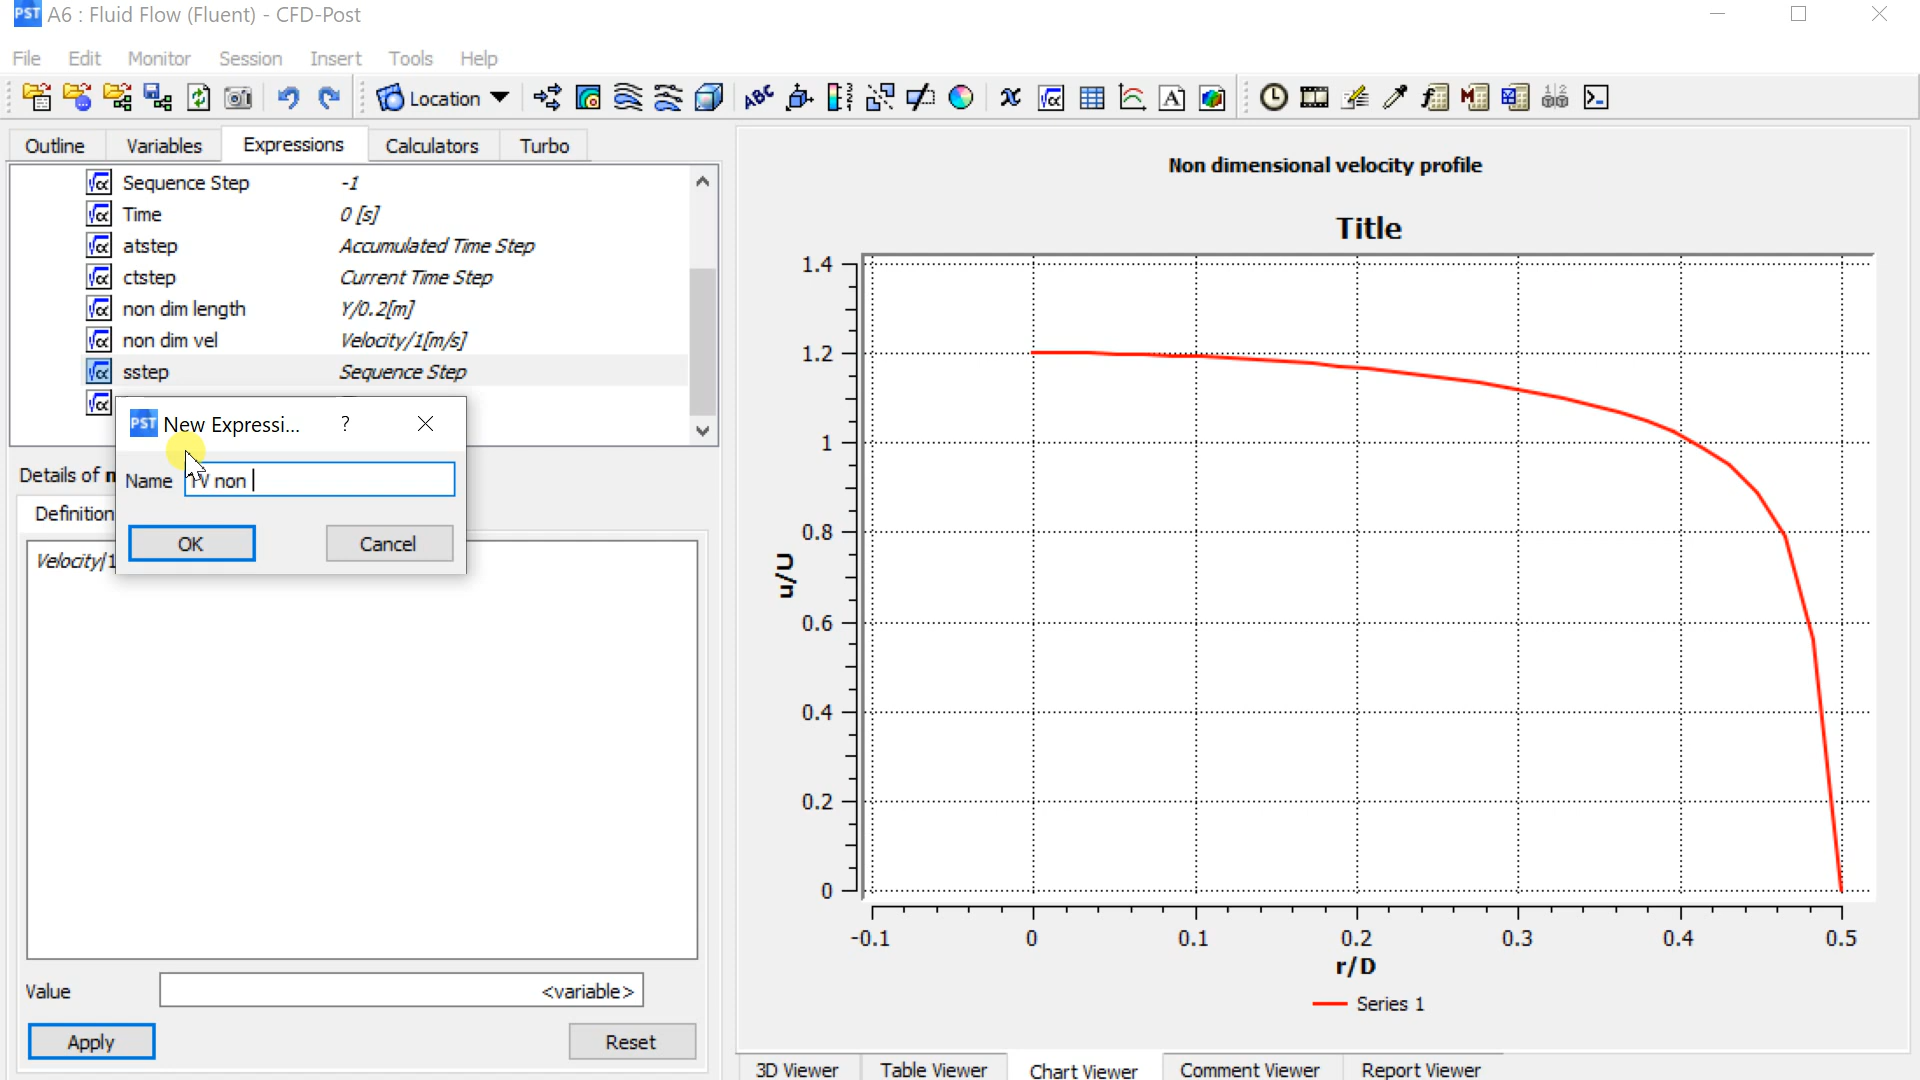 PST A6 : Fluid Flow (Fluent) - CFD-Post
File Edit Monitor Session Insert Tools Help
Location
Outline Variables Expressions Calculators Turbo
Sequence Step -1
Time 0 [s]
atstep Accumulated Time Step
ctstep Current Time Step
non dim length Y/0.2[m]
non dim vel Velocity/1[m/s]
sstep Sequence Step
PST New Expressi... ?
Details of
Name TV non
Definition
OK Cancel
Velocity/1
Value <variable>
Apply Reset
Non dimensional velocity profile
Title
1.4
1.2
1
0.8
0.6
0.4
0.2
0
u/U
-0.1 0 0.1 0.2 0.3 0.4 0.5
r/D
Series 1
3D Viewer Table Viewer Chart Viewer Comment Viewer Report Viewer